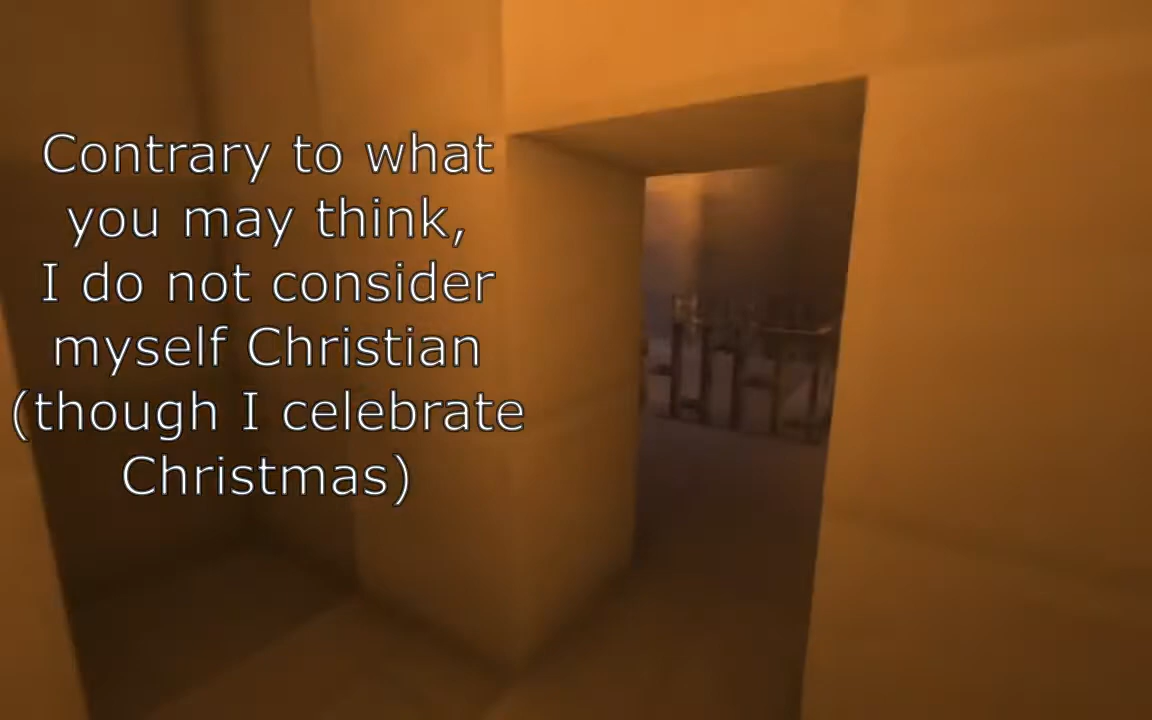 Contrary to what
you may think,
I do not consider
myself Christian
(though I celebrate
Christmas)